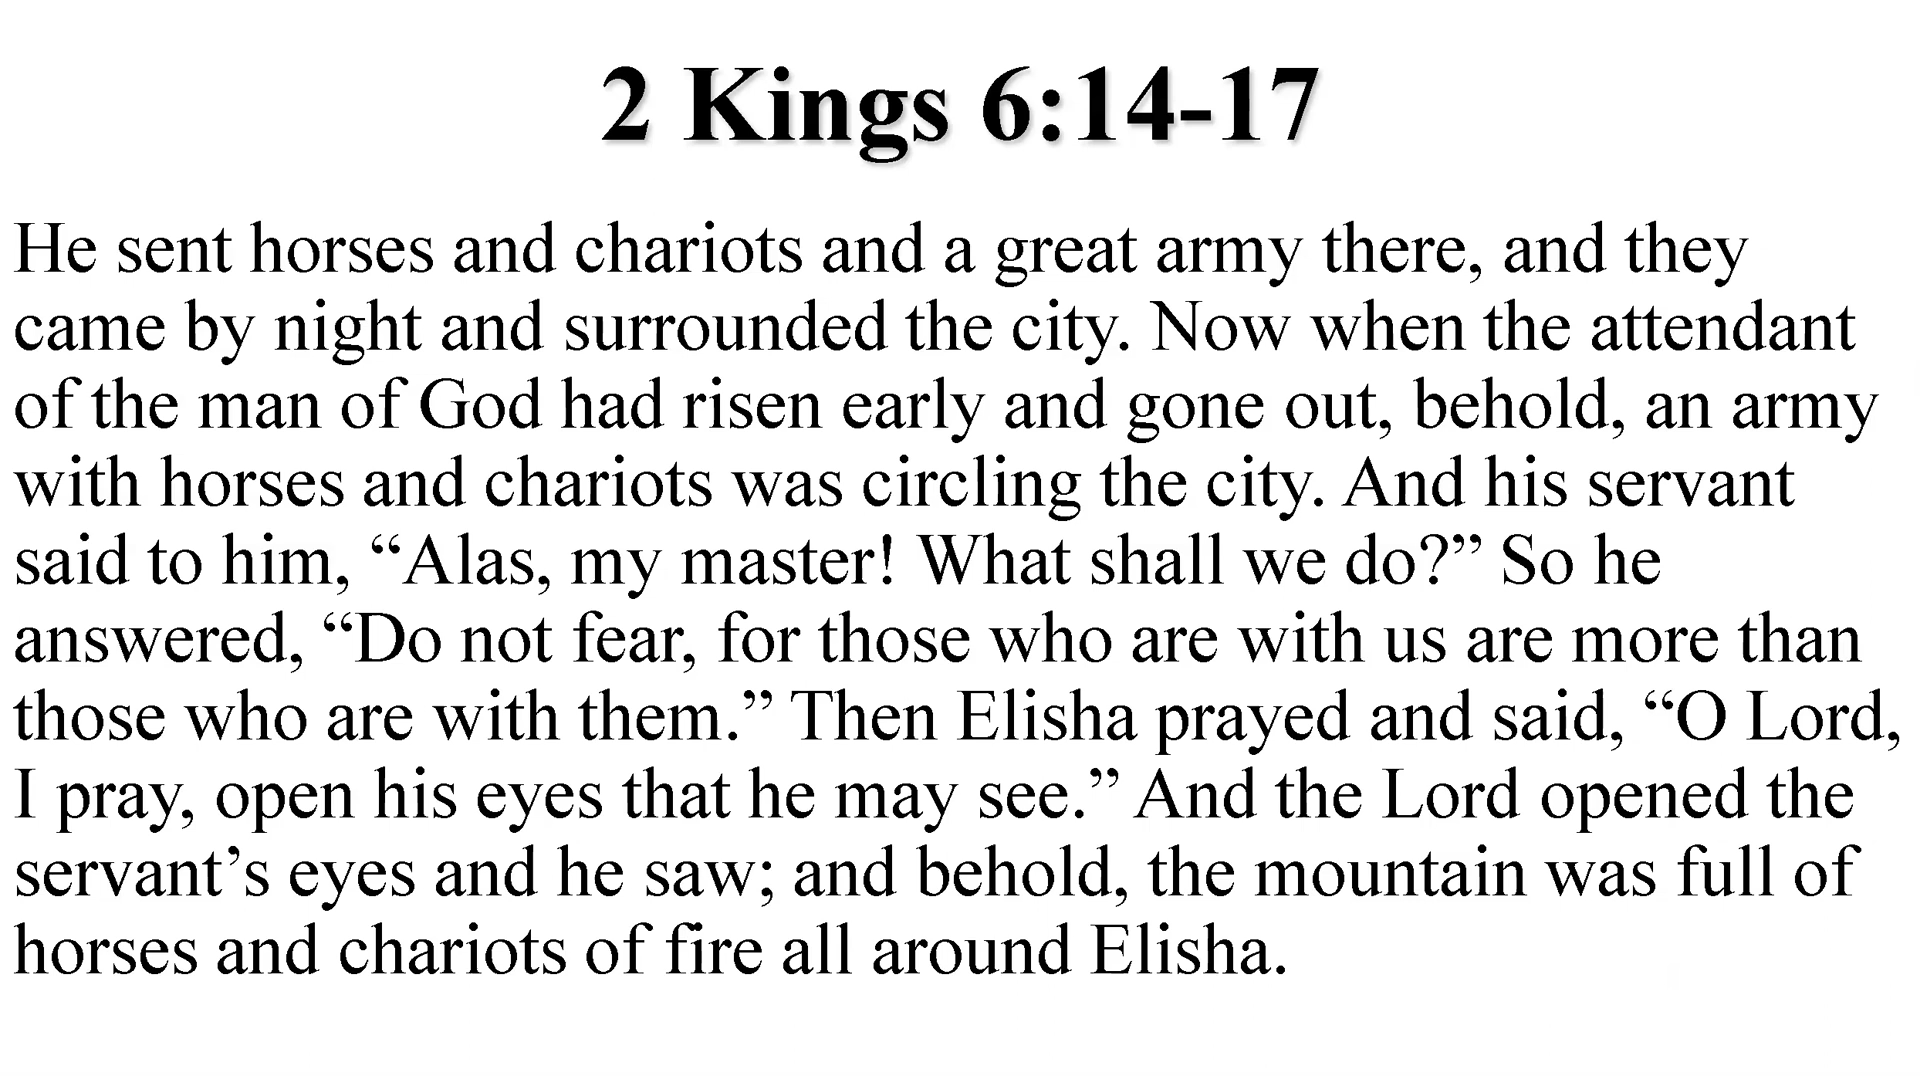 2 Kings 6:14-17
He sent horses and chariots and a great army there, and they
came by night and surrounded the city. Now when the attendant
of the man of God had risen early and gone out, behold, an army
with horses and chariots was circling the city. And his servant
said to him, “Alas, my master! What shall we do?” So he
answered, “Do not fear, for those who are with us are more than
those who are with them.” Then Elisha prayed and said, “O Lord,
I pray, open his eyes that he may see.” And the Lord opened the
servant’s eyes and he saw; and behold, the mountain was full of
horses and chariots of fire all around Elisha.